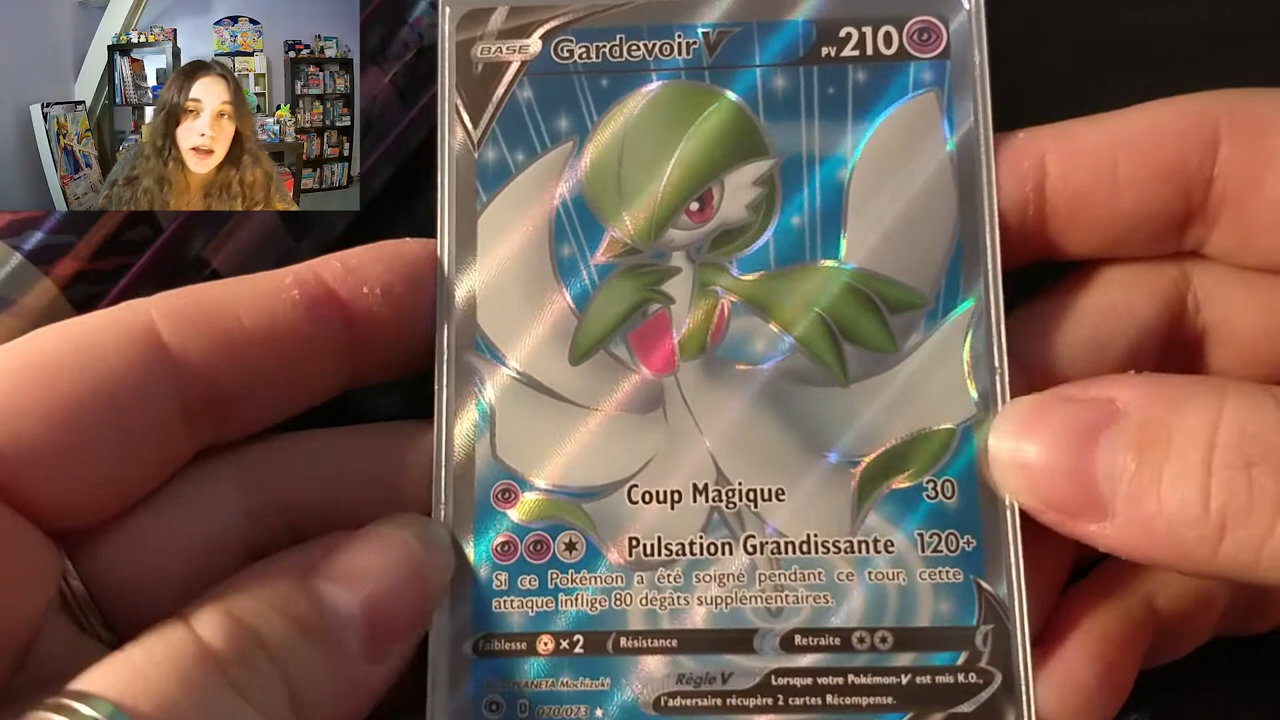 BASE Gardevoir V PV 210
Coup Magique 30
Pulsation Grandissante 120+
Si ce Pokémon a été soigné pendant ce tour, cette
attaque inflige 80 dégâts supplémentaires.
Faiblesse ×2 Résistance Retraite
PLANETA Mochizuki
Règle V Lorsque votre Pokémon-V est mis K.O.,
l'adversaire récupère 2 cartes Récompense.
D 070/073